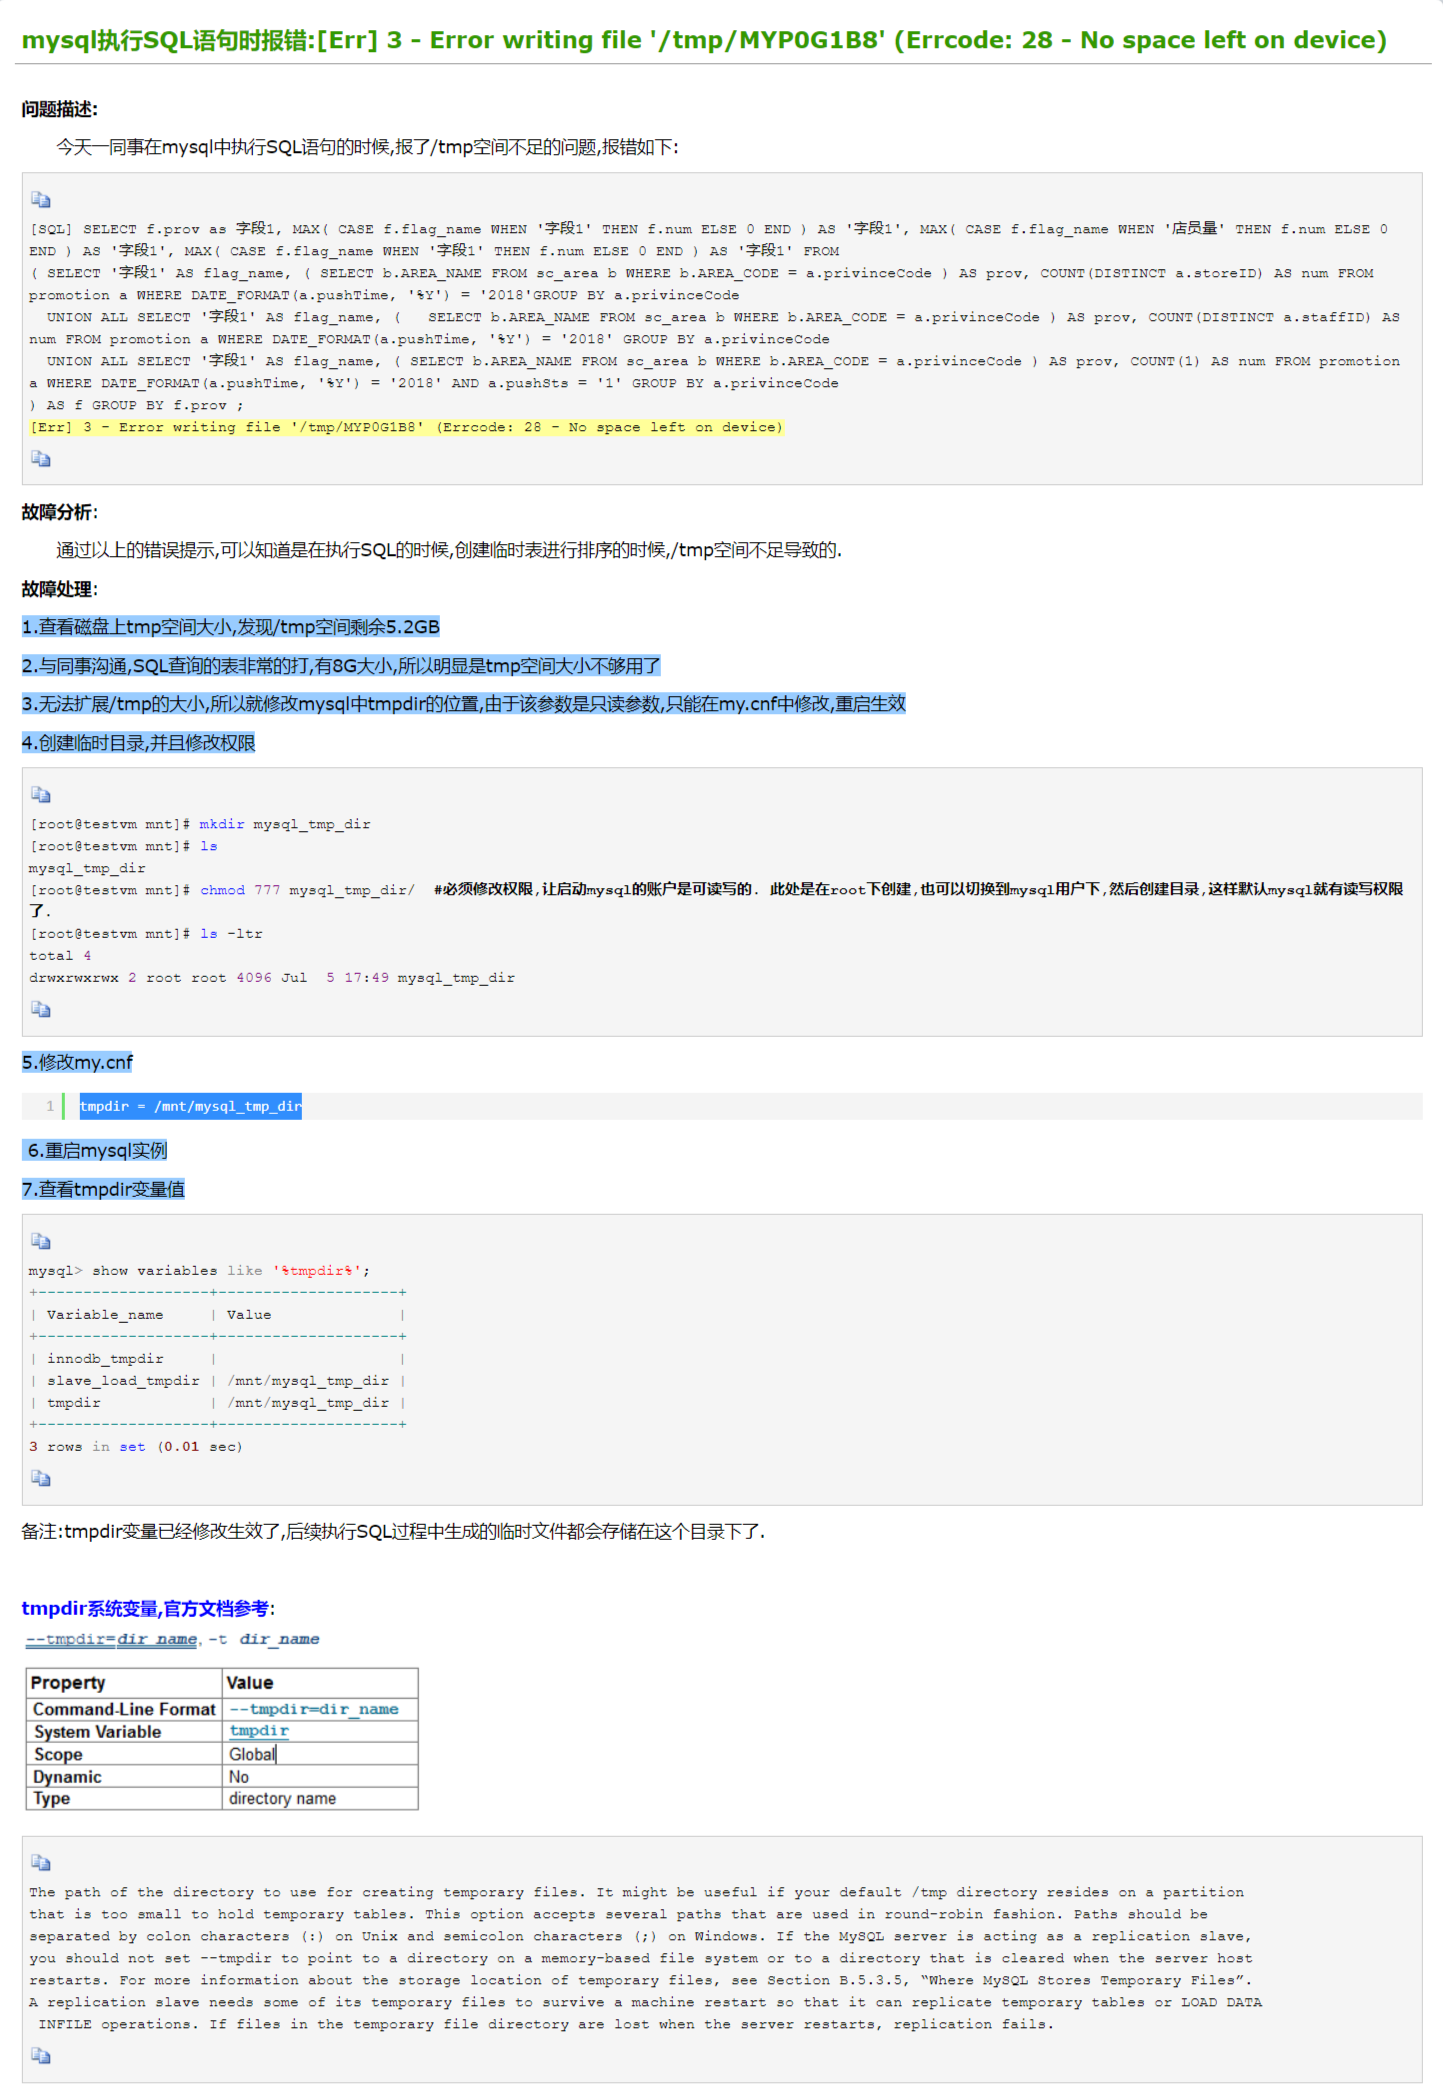 mysql执行SQL语句时报错:[Err] 3 - Error writing file '/tmp/MYP0G1B8' (Errcode: 28 - No space left on device)
问题描述:
今天一同事在mysql中执行SQL语句的时候,报了/tmp空间不足的问题,报错如下:
[SQL] SELECT f.prov as 字段1, MAX( CASE f.flag_name WHEN '字段1' THEN f.num ELSE 0 END ) AS '字段1', MAX( CASE f.flag_name WHEN '店员量' THEN f.num ELSE 0
END ) AS '字段1', MAX( CASE f.flag_name WHEN '字段1' THEN f.num ELSE 0 END ) AS '字段1' FROM
( SELECT '字段1' AS flag_name, ( SELECT b.AREA_NAME FROM sc_area b WHERE b.AREA_CODE = a.privinceCode ) AS prov, COUNT(DISTINCT a.storeID) AS num FROM
promotion a WHERE DATE_FORMAT(a.pushTime, '%Y') = '2018'GROUP BY a.privinceCode
UNION ALL SELECT '字段1' AS flag_name, (   SELECT b.AREA_NAME FROM sc_area b WHERE b.AREA_CODE = a.privinceCode ) AS prov, COUNT(DISTINCT a.staffID) AS
num FROM promotion a WHERE DATE_FORMAT(a.pushTime, '%Y') = '2018' GROUP BY a.privinceCode
UNION ALL SELECT '字段1' AS flag_name, ( SELECT b.AREA_NAME FROM sc_area b WHERE b.AREA_CODE = a.privinceCode ) AS prov, COUNT(1) AS num FROM promotion
a WHERE DATE_FORMAT(a.pushTime, '%Y') = '2018' AND a.pushSts = '1' GROUP BY a.privinceCode
) AS f GROUP BY f.prov ;
[Err] 3 - Error writing file '/tmp/MYP0G1B8' (Errcode: 28 - No space left on device)
故障分析:
通过以上的错误提示,可以知道是在执行SQL的时候,创建临时表进行排序的时候,/tmp空间不足导致的.
故障处理:
1.查看磁盘上tmp空间大小,发现/tmp空间剩余5.2GB
2.与同事沟通,SQL查询的表非常的打,有8G大小,所以明显是tmp空间大小不够用了
3.无法扩展/tmp的大小,所以就修改mysql中tmpdir的位置,由于该参数是只读参数,只能在my.cnf中修改,重启生效
4.创建临时目录,并且修改权限
[root@testvm mnt]# mkdir mysql_tmp_dir
[root@testvm mnt]# ls
mysql_tmp_dir
[root@testvm mnt]# chmod 777 mysql_tmp_dir/  #必须修改权限,让启动mysql的账户是可读写的. 此处是在root下创建,也可以切换到mysql用户下,然后创建目录,这样默认mysql就有读写权限
了.
[root@testvm mnt]# ls -ltr
total 4
drwxrwxrwx 2 root root 4096 Jul  5 17:49 mysql_tmp_dir
5.修改my.cnf
1 tmpdir = /mnt/mysql_tmp_dir
6.重启mysql实例
7.查看tmpdir变量值
mysql> show variables like '%tmpdir%';
+-------------------+--------------------+
| Variable_name     | Value              |
+-------------------+--------------------+
| innodb_tmpdir     |                    |
| slave_load_tmpdir | /mnt/mysql_tmp_dir |
| tmpdir            | /mnt/mysql_tmp_dir |
+-------------------+--------------------+
3 rows in set (0.01 sec)
备注:tmpdir变量已经修改生效了,后续执行SQL过程中生成的临时文件都会存储在这个目录下了.
tmpdir系统变量,官方文档参考:
--tmpdir=dir_name, -t dir_name
Property Value
Command-Line Format --tmpdir=dir_name
System Variable tmpdir
Scope Global
Dynamic No
Type directory name
The path of the directory to use for creating temporary files. It might be useful if your default /tmp directory resides on a partition
that is too small to hold temporary tables. This option accepts several paths that are used in round-robin fashion. Paths should be
separated by colon characters (:) on Unix and semicolon characters (;) on Windows. If the MySQL server is acting as a replication slave,
you should not set --tmpdir to point to a directory on a memory-based file system or to a directory that is cleared when the server host
restarts. For more information about the storage location of temporary files, see Section B.5.3.5, “Where MySQL Stores Temporary Files”.
A replication slave needs some of its temporary files to survive a machine restart so that it can replicate temporary tables or LOAD DATA
INFILE operations. If files in the temporary file directory are lost when the server restarts, replication fails.